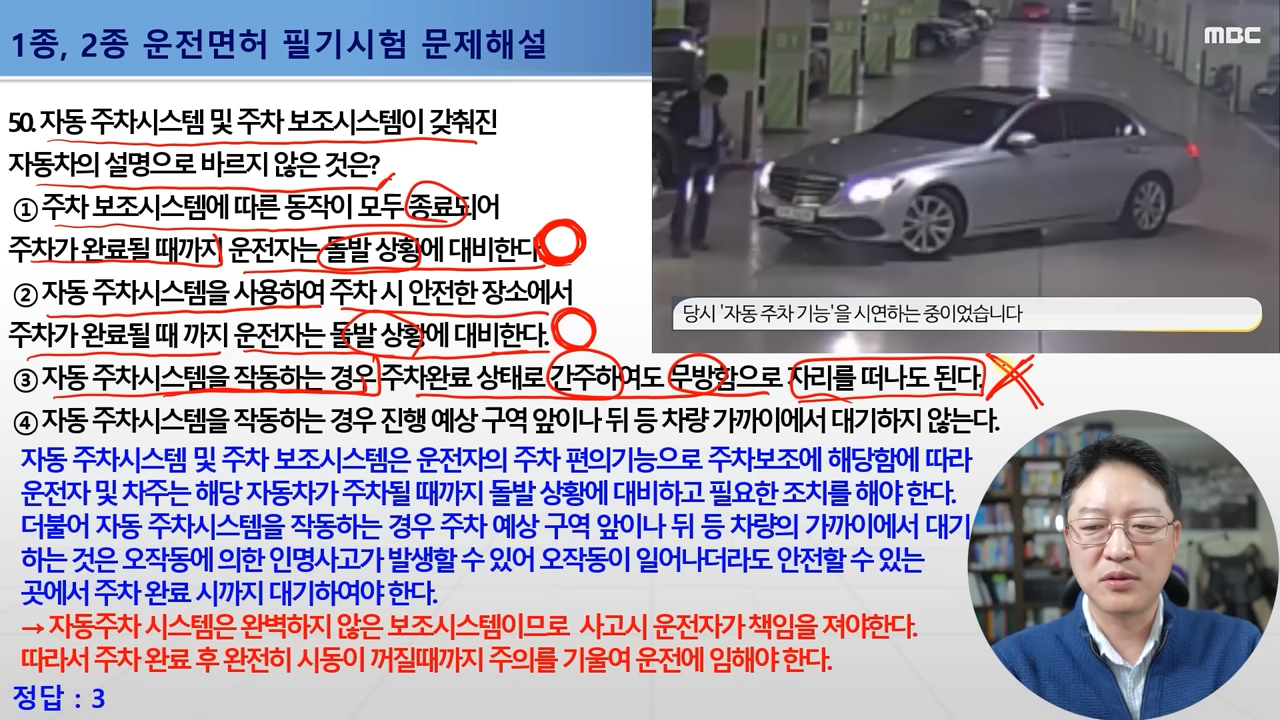 1종, 2종 운전면허 필기시험 문제해설
MBC
당시 '자동 주차 기능'을 시연하는 중이었습니다
50. 자동 주차시스템 및 주차 보조시스템이 갖춰진
자동차의 설명으로 바르지 않은 것은?
① 주차 보조시스템에 따른 동작이 모두 종료되어
주차가 완료될 때까지 운전자는 돌발 상황에 대비한다.
② 자동 주차시스템을 사용하여 주차 시 안전한 장소에서
주차가 완료될 때 까지 운전자는 돌발 상황에 대비한다.
③ 자동 주차시스템을 작동하는 경우 주차완료 상태로 간주하여도 무방함으로 자리를 떠나도 된다.
④ 자동 주차시스템을 작동하는 경우 진행 예상 구역 앞이나 뒤 등 차량 가까이에서 대기하지 않는다.
자동 주차시스템 및 주차 보조시스템은 운전자의 주차 편의기능으로 주차보조에 해당함에 따라
운전자 및 차주는 해당 자동차가 주차될 때까지 돌발 상황에 대비하고 필요한 조치를 해야 한다.
더불어 자동 주차시스템을 작동하는 경우 주차 예상 구역 앞이나 뒤 등 차량의 가까이에서 대기
하는 것은 오작동에 의한 인명사고가 발생할 수 있어 오작동이 일어나더라도 안전할 수 있는
곳에서 주차 완료 시까지 대기하여야 한다.
→ 자동주차 시스템은 완벽하지 않은 보조시스템이므로 사고시 운전자가 책임을 져야한다.
따라서 주차 완료 후 완전히 시동이 꺼질때까지 주의를 기울여 운전에 임해야 한다.
정답 : 3